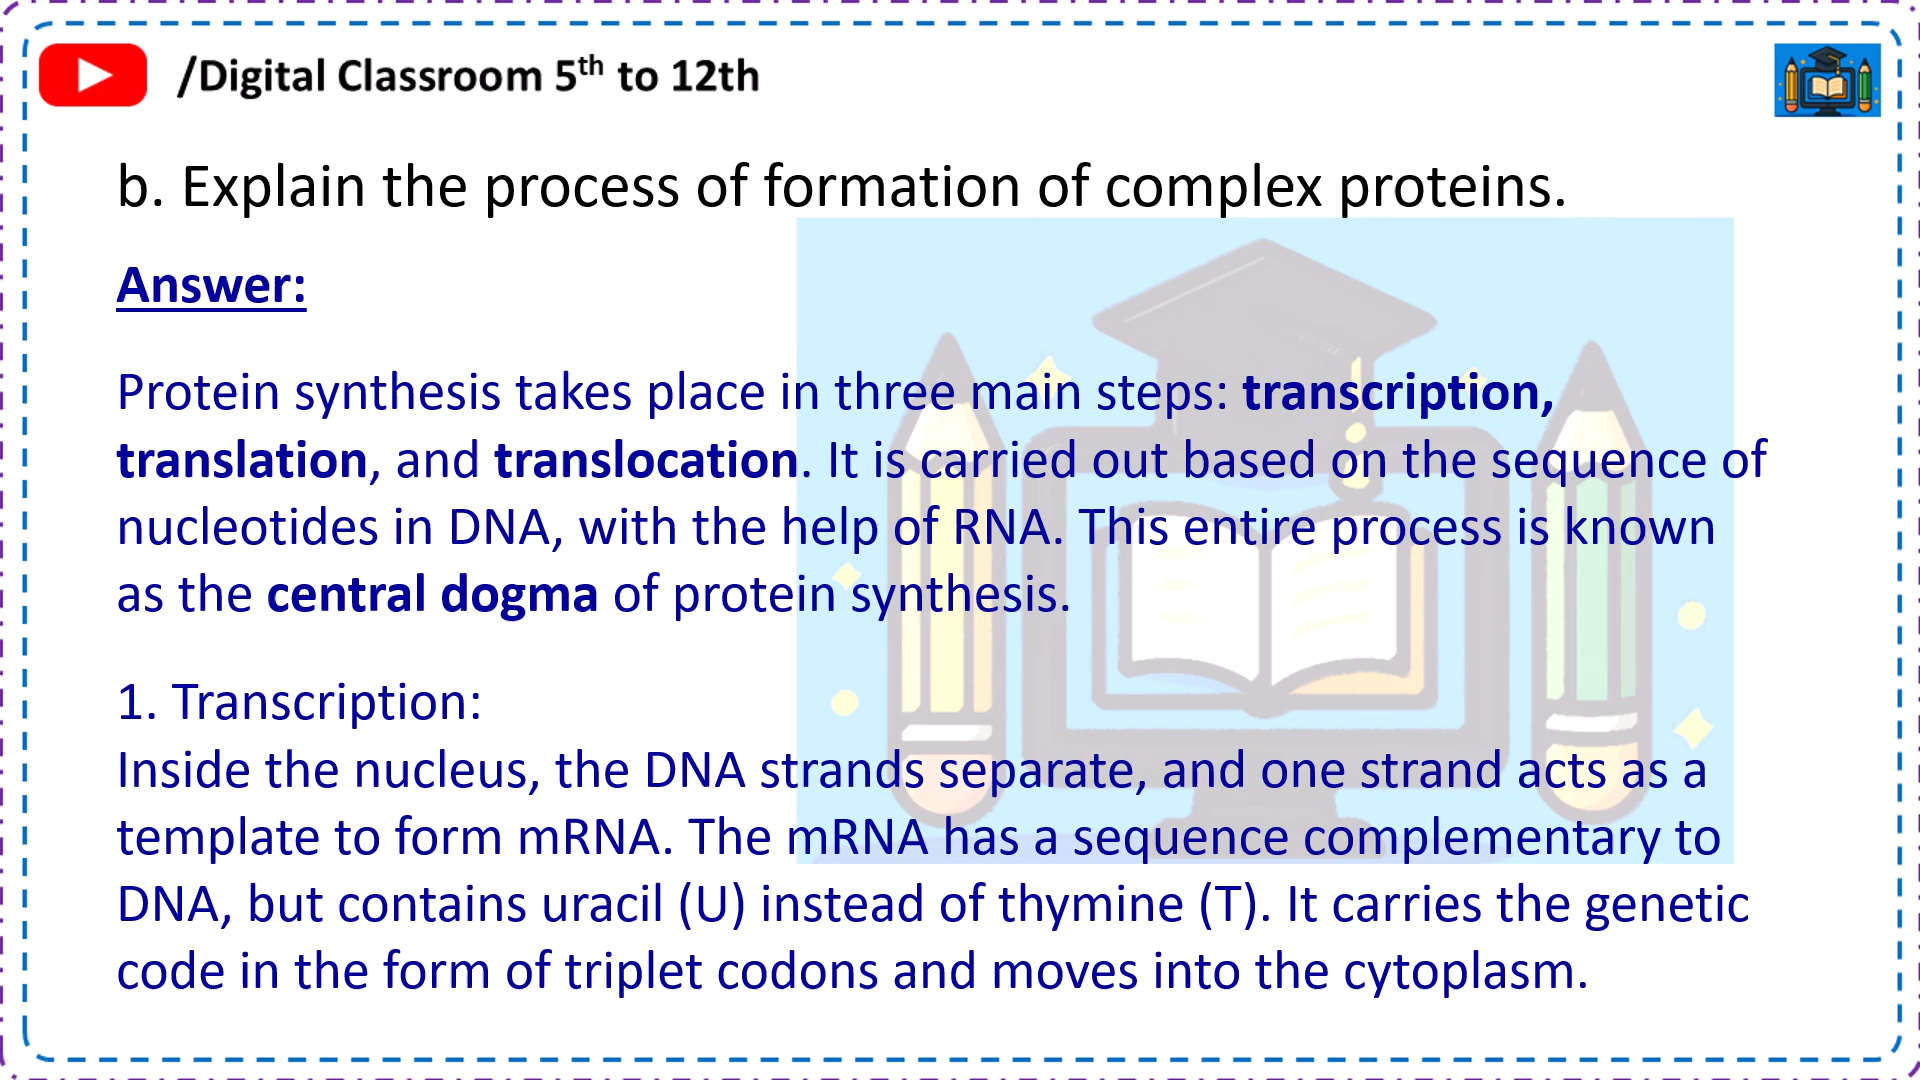 /Digital Classroom 5th to 12th
b. Explain the process of formation of complex proteins.
Answer:
Protein synthesis takes place in three main steps: transcription,
translation, and translocation. It is carried out based on the sequence of
nucleotides in DNA, with the help of RNA. This entire process is known
as the central dogma of protein synthesis.
1. Transcription:
Inside the nucleus, the DNA strands separate, and one strand acts as a
template to form mRNA. The mRNA has a sequence complementary to
DNA, but contains uracil (U) instead of thymine (T). It carries the genetic
code in the form of triplet codons and moves into the cytoplasm.